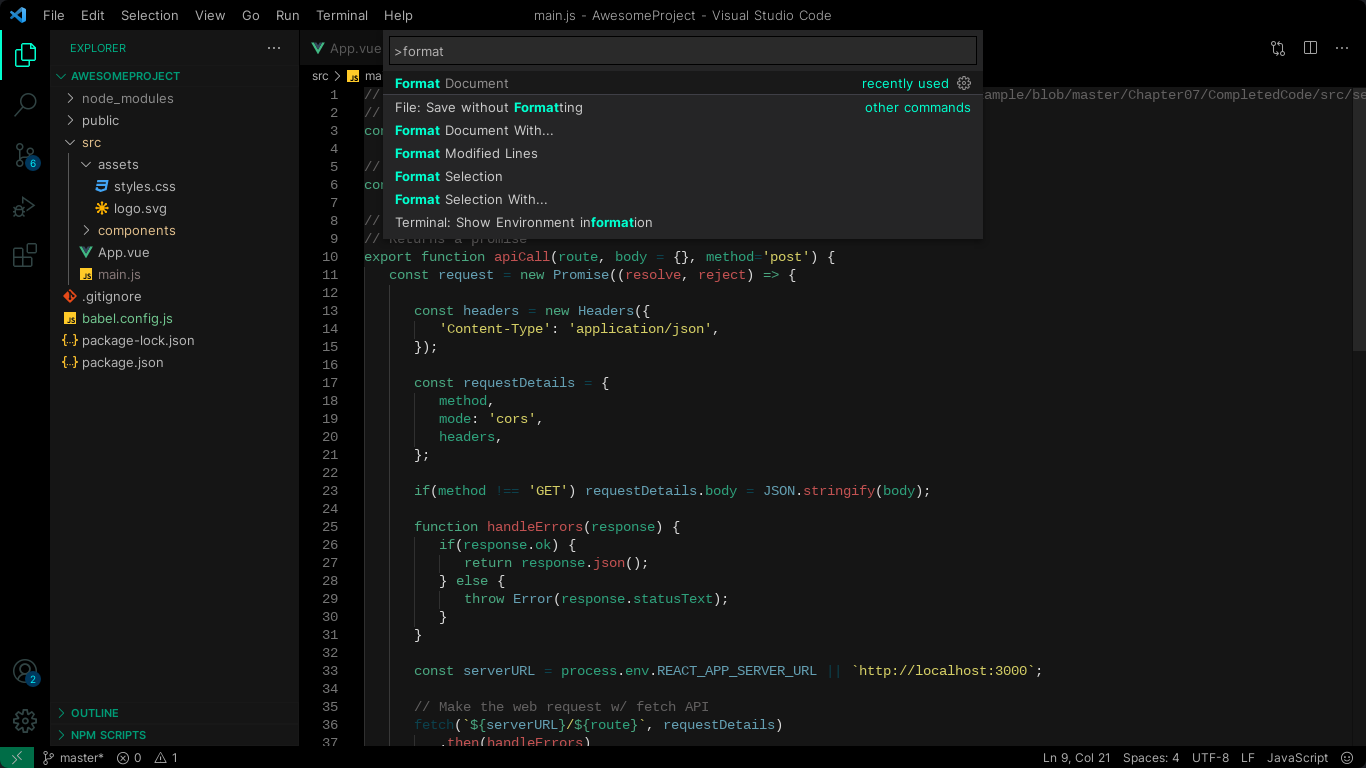 File Edit Selection View Go Run Terminal Help main.js - AwesomeProject - Visual Studio Code
EXPLORER
AWESOMEPROJECT
node_modules
public
src
assets
styles.css
logo.svg
components
App.vue
main.js
.gitignore
babel.config.js
package-lock.json
package.json
OUTLINE
NPM SCRIPTS
6
2
App.vue
>format
Format Document recently used
File: Save without Formatting other commands
Format Document With...
Format Modified Lines
Format Selection
Format Selection With...
Terminal: Show Environment information
src
1 // ample/blob/master/Chapter07/CompletedCode/src/se
2 //
3
4
5 //
6
7
8 //
9 // Returns a promise
10 export function apiCall(route, body = {}, method='post') {
11 const request = new Promise((resolve, reject) => {
12
13 const headers = new Headers({
14 'Content-Type': 'application/json',
15 });
16
17 const requestDetails = {
18 method,
19 mode: 'cors',
20 headers,
21 };
22
23 if(method !== 'GET') requestDetails.body = JSON.stringify(body);
24
25 function handleErrors(response) {
26 if(response.ok) {
27 return response.json();
28 } else {
29 throw Error(response.statusText);
30 }
31 }
32
33 const serverURL = process.env.REACT_APP_SERVER_URL || `http://localhost:3000`;
34
35 // Make the web request w/ fetch API
36 fetch(`${serverURL}/${route}`, requestDetails)
37 .then(handleErrors)
master* 0 1 Ln 9, Col 21 Spaces: 4 UTF-8 LF JavaScript